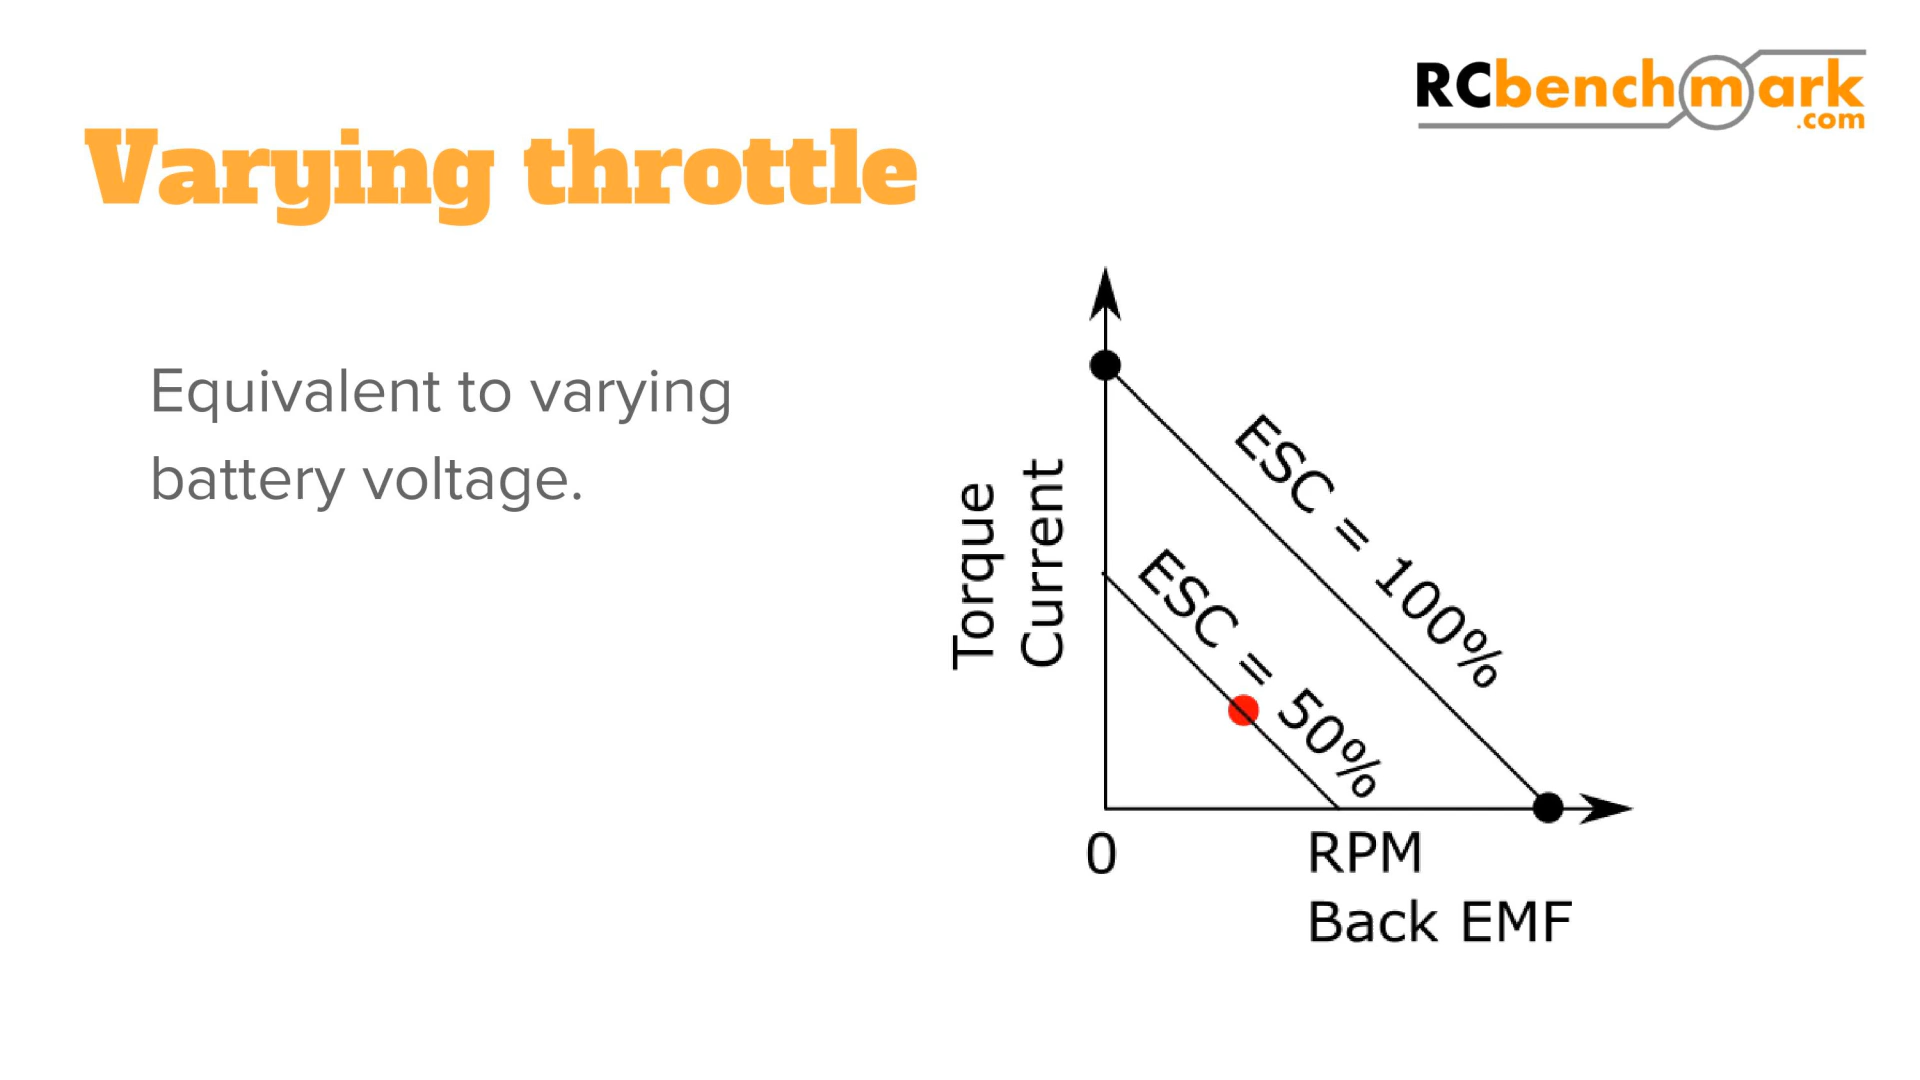 RCbenchmark
.com
Varying throttle
Equivalent to varying
battery voltage.
Torque
Current
ESC = 100%
ESC = 50%
0
RPM
Back EMF